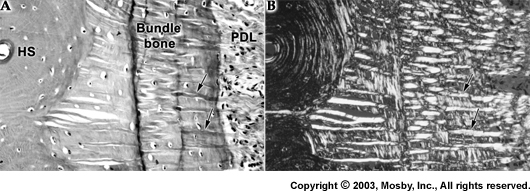 A
B
Bundle
bone
PDL
HS
Copyright © 2003, Mosby, Inc., All rights reserved.